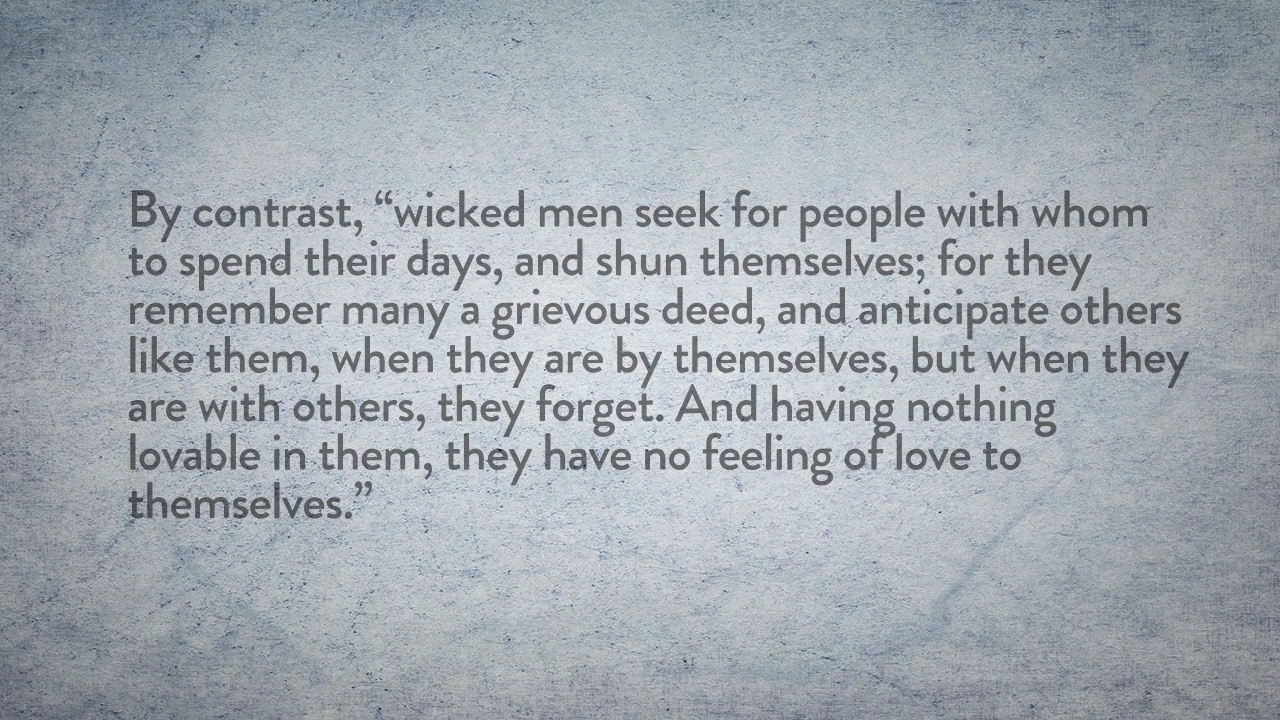 By contrast, “wicked men seek for people with whom
to spend their days, and shun themselves; for they
remember many a grievous deed, and anticipate others
like them, when they are by themselves, but when they
are with others, they forget. And having nothing
lovable in them, they have no feeling of love to
themselves.”